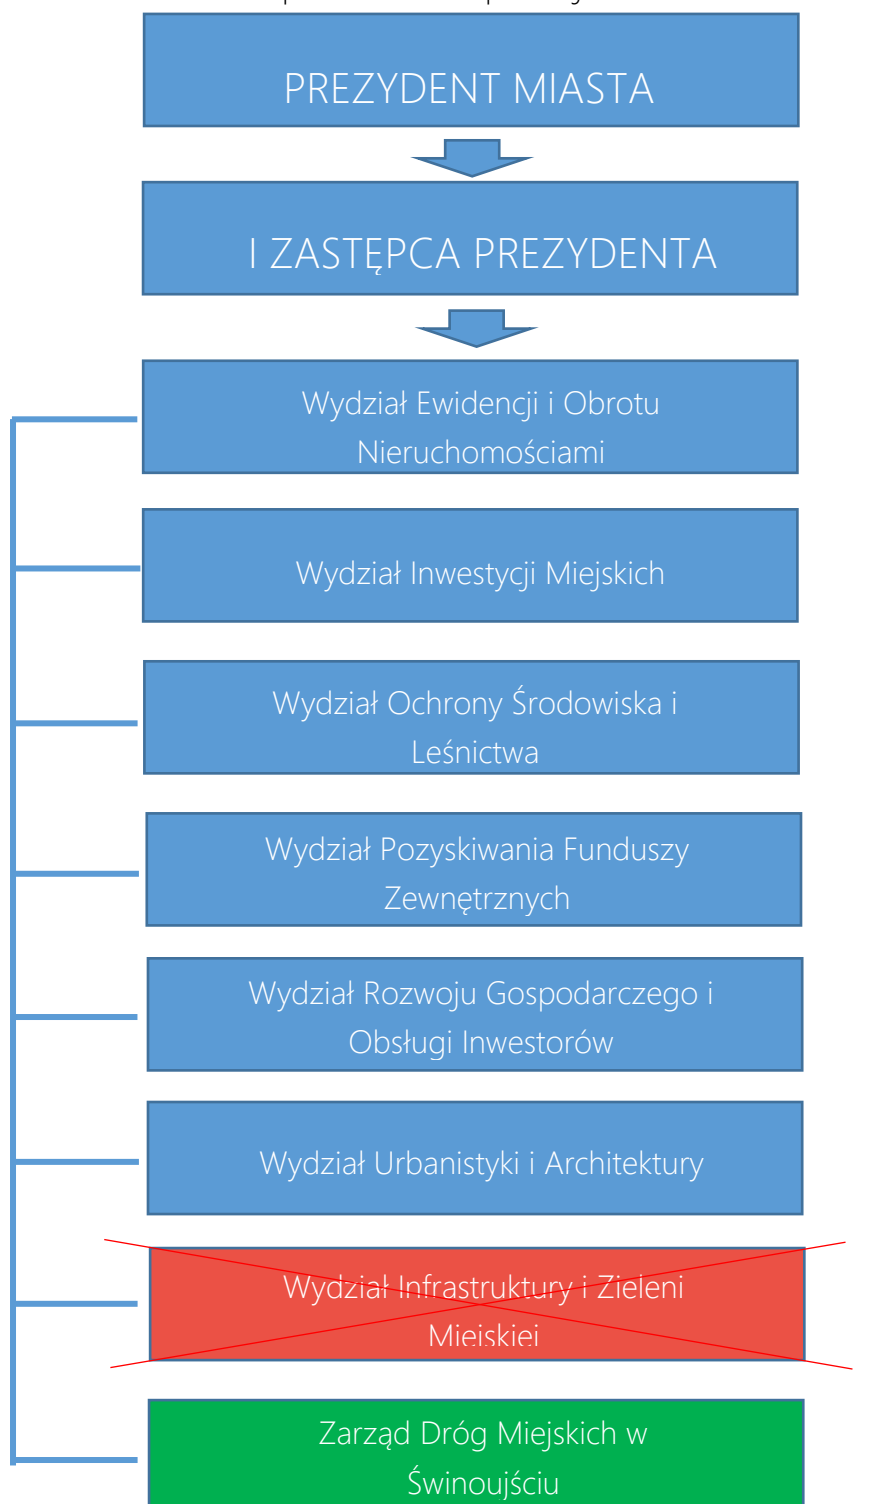 PREZYDENT MIASTA
I ZASTĘPCA PREZYDENTA
Wydział Ewidencji i Obrotu
Nieruchomościami
Wydział Inwestycji Miejskich
Wydział Ochrony Środowiska i
Leśnictwa
Wydział Pozyskiwania Funduszy
Zewnętrznych
Wydział Rozwoju Gospodarczego i
Obsługi Inwestorów
Wydział Urbanistyki i Architektury
Wydział Infrastruktury i Zieleni
Miejskiej
Zarząd Dróg Miejskich w
Świnoujściu